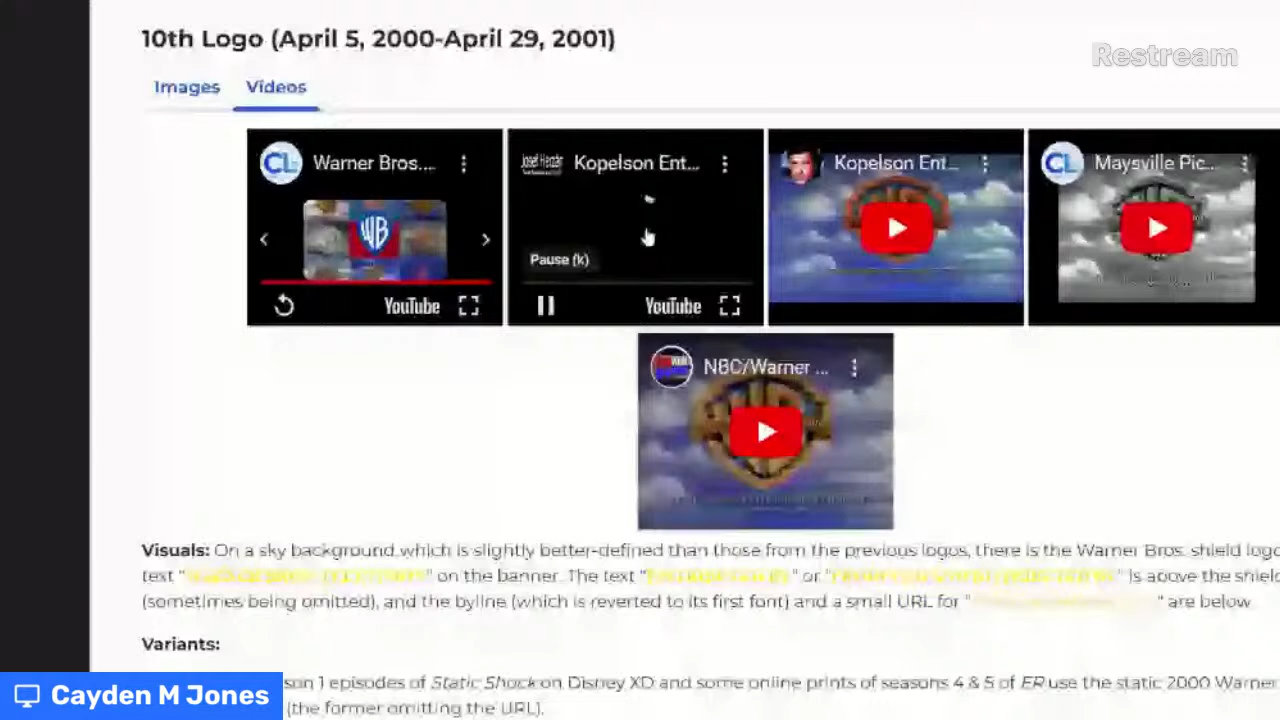 10th Logo (April 5, 2000-April 29, 2001)
Restream
Images Videos
CL Warner Bros.... Josef Herzár Kopelson Ent... Kopelson Ent... CL Maysville Pic...
WB
Pause (k)
YouTube YouTube
NBC/Warner ...
Visuals: On a sky background which is slightly better-defined than those from the previous logos, there is the Warner Bros. shield logo
text " " on the banner. The text " " or " " is above the shield
(sometimes being omitted), and the byline (which is reverted to its first font) and a small URL for " " are below.
Variants:
son 1 episodes of Static Shock on Disney XD and some online prints of seasons 4 & 5 of ER use the static 2000 Warner
(the former omitting the URL).
Cayden M Jones